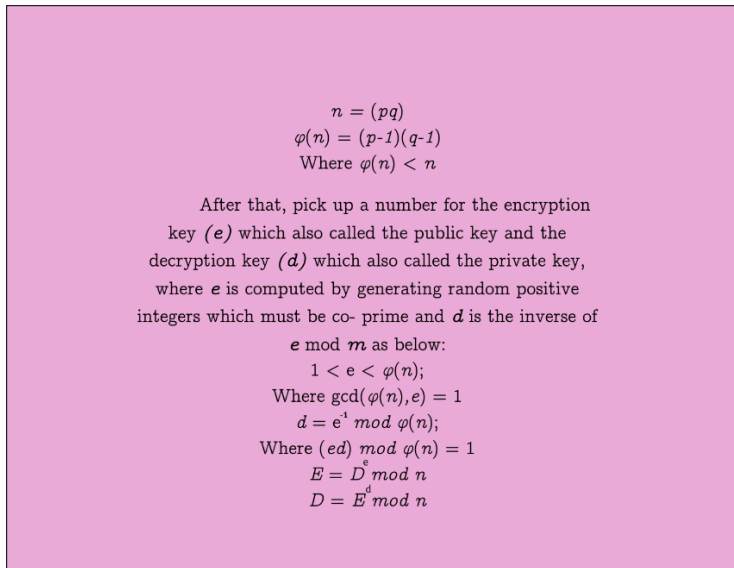 n = (pq)
φ(n) = (p-1)(q-1)
Where φ(n) < n
After that, pick up a number for the encryption
key (e) which also called the public key and the
decryption key (d) which also called the private key,
where e is computed by generating random positive
integers which must be co- prime and d is the inverse of
e mod m as below:
1 < e < φ(n);
Where gcd(φ(n),e) = 1
d = e⁻¹ mod φ(n);
Where (ed) mod φ(n) = 1
E = Dᵉ mod n
D = Eᵈ mod n